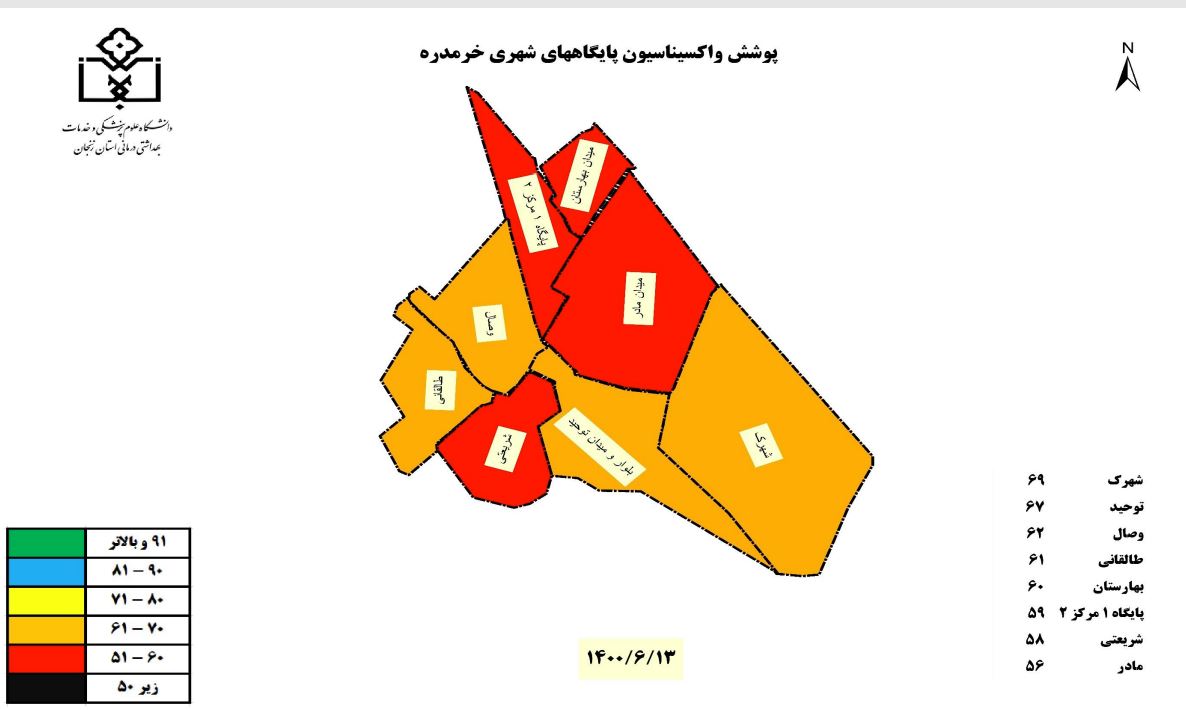 پوشش واکسیناسیون پایگاههای شهری خرمدره
N
دانشگاه علوم پزشکی و خدمات
بهداشتی درمانی استان زنجان
میدان بهارستان
پایگاه ۱ مرکز ۲
میدان مادر
وصال
طالقانی
شریعتی
بلوار و میدان توحید
شهرک
شهرک ۶۹
توحید ۶۷
وصال ۶۲
طالقانی ۶۱
بهارستان ۶۰
پایگاه ۱ مرکز ۲ ۵۹
شریعتی ۵۸
مادر ۵۶
۹۱ و بالاتر
۸۱ – ۹۰
۷۱ – ۸۰
۶۱ – ۷۰
۵۱ – ۶۰
زیر ۵۰
۱۴۰۰/۶/۱۳